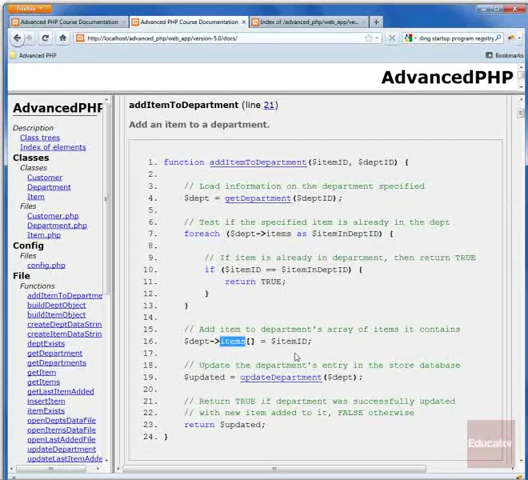 Firefox
Advanced PHP Course Documentation
Advanced PHP Course Documentation
Index of /advanced_php/web_app/ve...
http://localhost/advanced_php/web_app/version-5.0/docs/
ling startup program registry
Advanced PHP
Bookmarks
AdvancedPHP
AdvancedPHP
Description
Class trees
Index of elements
Classes
Classes
Customer
Department
Item
Files
Customer.php
Department.php
Item.php
Config
config.php
File
Functions
addItemToDepartme
buildDeptObject
buildItemObject
createDeptDataStrin
createItemDataStrin
deptExists
getDepartment
getItem
getItems
getLastItemAdded
insertItem
itemExists
openDeptsDataFile
openItemsDataFile
openLastAddedFile
updateDepartment
updateLastItemAdde
addItemToDepartment (line 21)
Add an item to a department.
1. function addItemToDepartment($itemID, $deptID) {
2.
3. // Load information on the department specified
4. $dept = getDepartment($deptID);
5.
6. // Test if the specified item is already in the dept
7. foreach ($dept->items as $itemInDeptID) {
8.
9. // If item is already in department, then return TRUE
10. if ($itemID == $itemInDeptID) {
11. return TRUE;
12. }
13. }
14.
15. // Add item to department's array of items it contains
16. $dept->items[] = $itemID;
17.
18. // Update the department's entry in the store database
19. $updated = updateDepartment($dept);
20.
21. // Return TRUE if department was successfully updated
22. // with new item added to it, FALSE otherwise
23. return $updated;
24. }
Educator